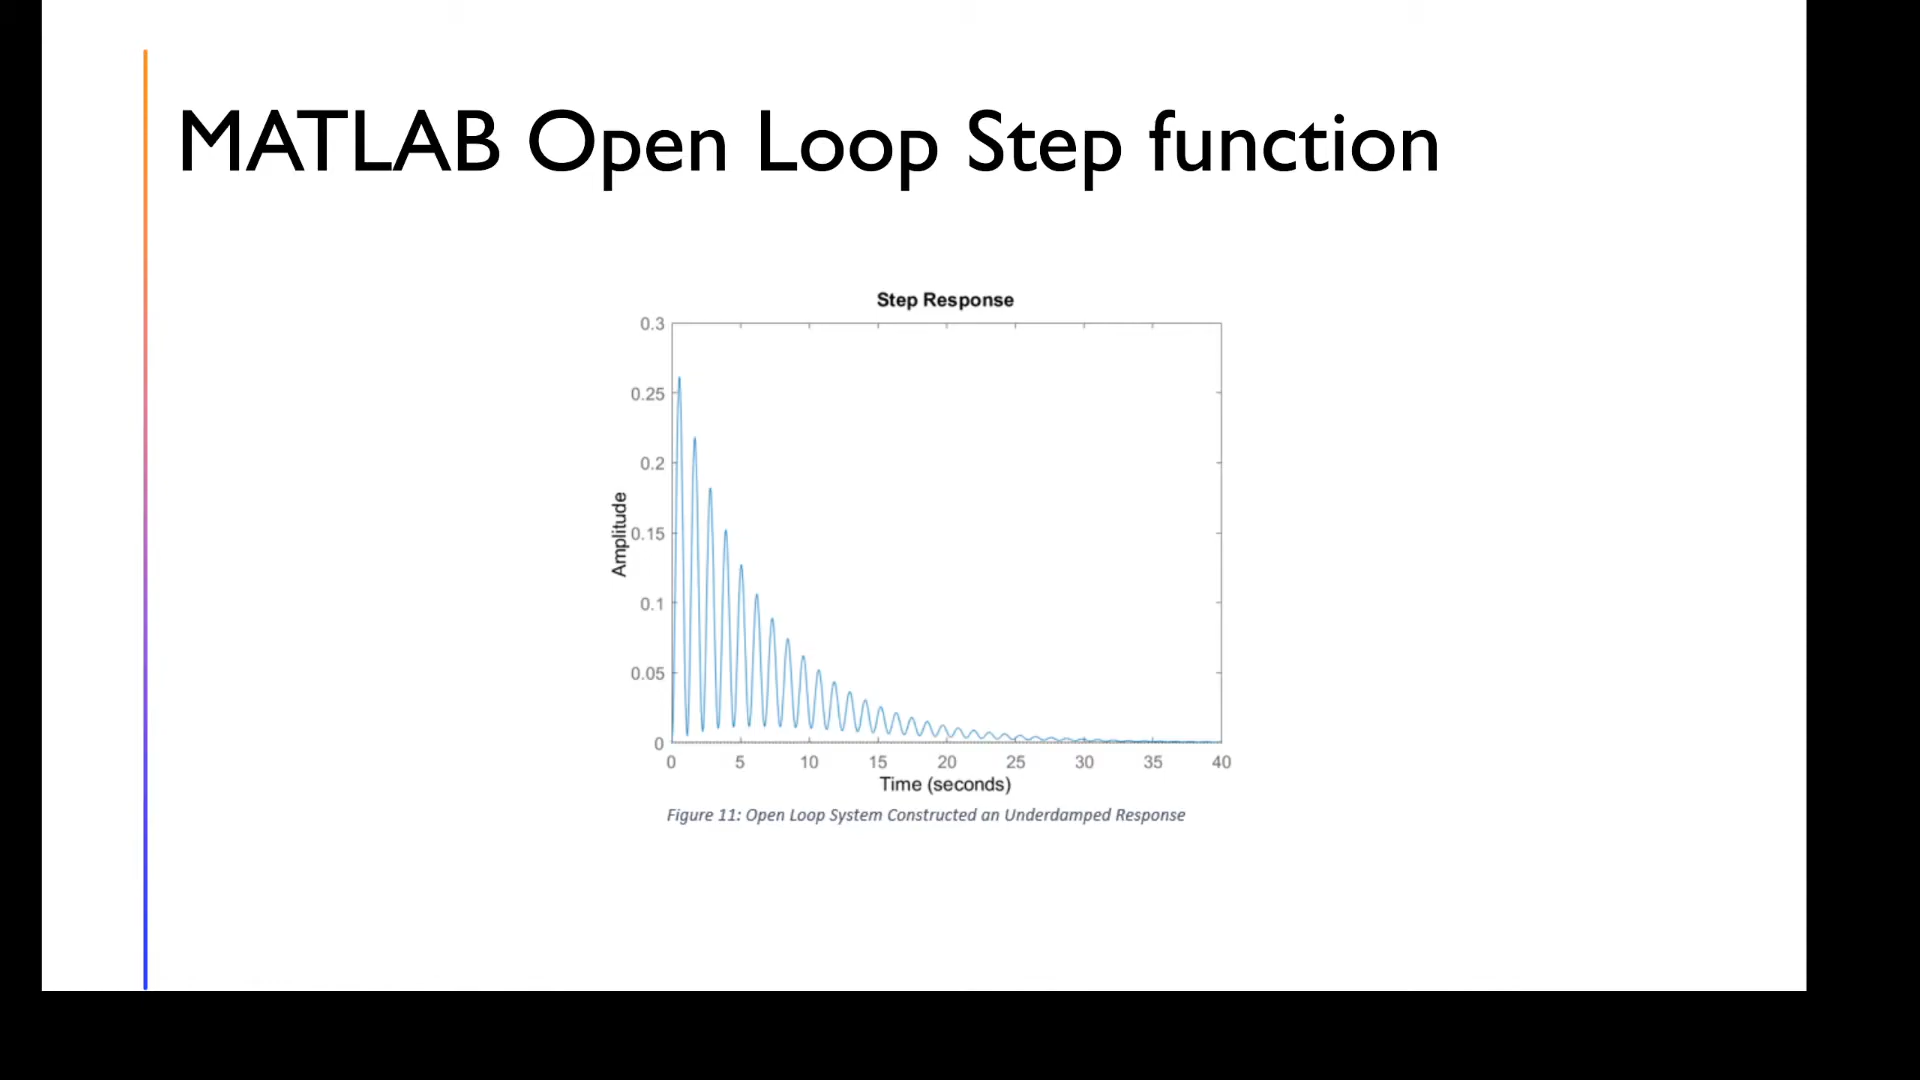 MATLAB Open Loop Step function
Step Response
0.3
0.25
0.2
0.15
0.1
0.05
0
Amplitude
0 5 10 15 20 25 30 35 40
Time (seconds)
Figure 11: Open Loop System Constructed an Underdamped Response